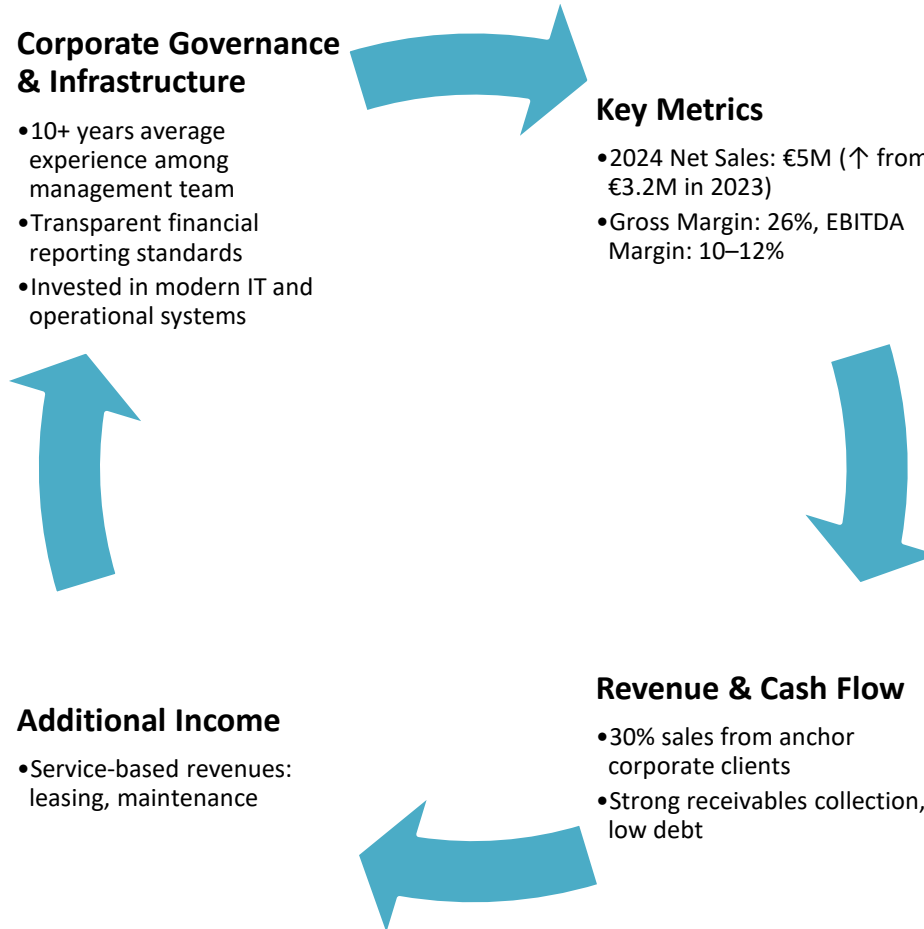 Corporate Governance
& Infrastructure
•10+ years average
experience among
management team
•Transparent financial
reporting standards
•Invested in modern IT and
operational systems
Key Metrics
•2024 Net Sales: €5M (↑ from
€3.2M in 2023)
•Gross Margin: 26%, EBITDA
Margin: 10–12%
Revenue & Cash Flow
•30% sales from anchor
corporate clients
•Strong receivables collection,
low debt
Additional Income
•Service-based revenues:
leasing, maintenance